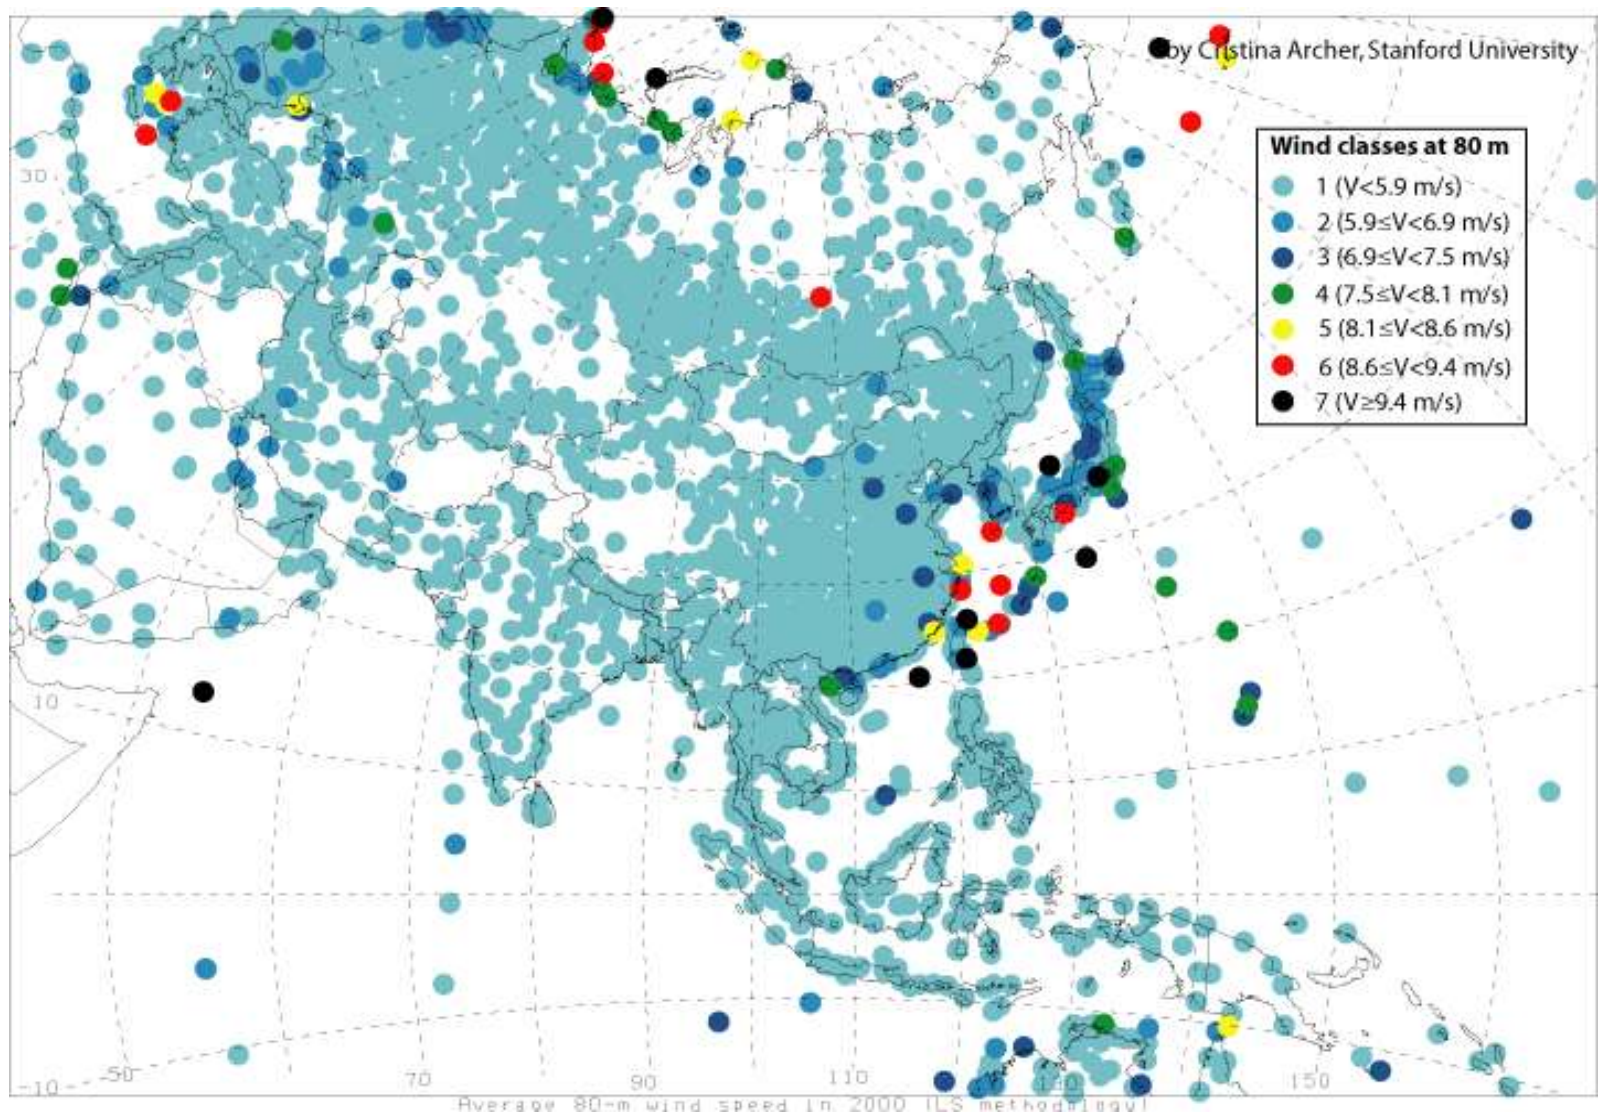 by Cristina Archer, Stanford University
Wind classes at 80 m
1 (V<5.9 m/s)
2 (5.9≤V<6.9 m/s)
3 (6.9≤V<7.5 m/s)
4 (7.5≤V<8.1 m/s)
5 (8.1≤V<8.6 m/s)
6 (8.6≤V<9.4 m/s)
7 (V≥9.4 m/s)
30
10
-10 -50 70 90 110 130 150
Average 80-m wind speed in 2000 (LS methodology)